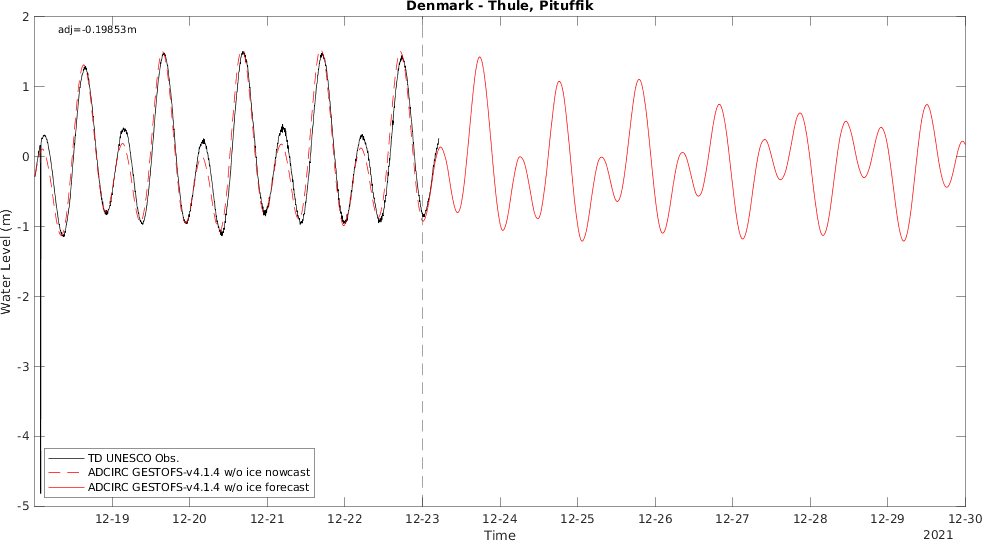 Denmark - Thule, Pituffik
adj=-0.19853m
2
1
0
-1
-2
-3
-4
-5
Water Level (m)
TD UNESCO Obs.
ADCIRC GESTOFS-v4.1.4 w/o ice nowcast
ADCIRC GESTOFS-v4.1.4 w/o ice forecast
12-19 12-20 12-21 12-22 12-23 12-24 12-25 12-26 12-27 12-28 12-29 12-30
Time
2021